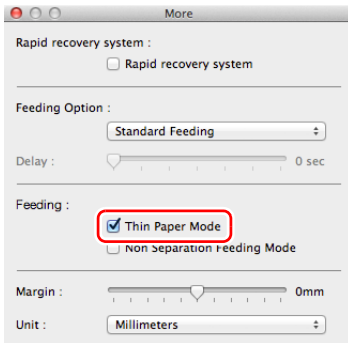 More
Rapid recovery system :
Rapid recovery system
Feeding Option :
Standard Feeding
Delay :
0 sec
Feeding :
Thin Paper Mode
Non Separation Feeding Mode
Margin :
0mm
Unit :
Millimeters